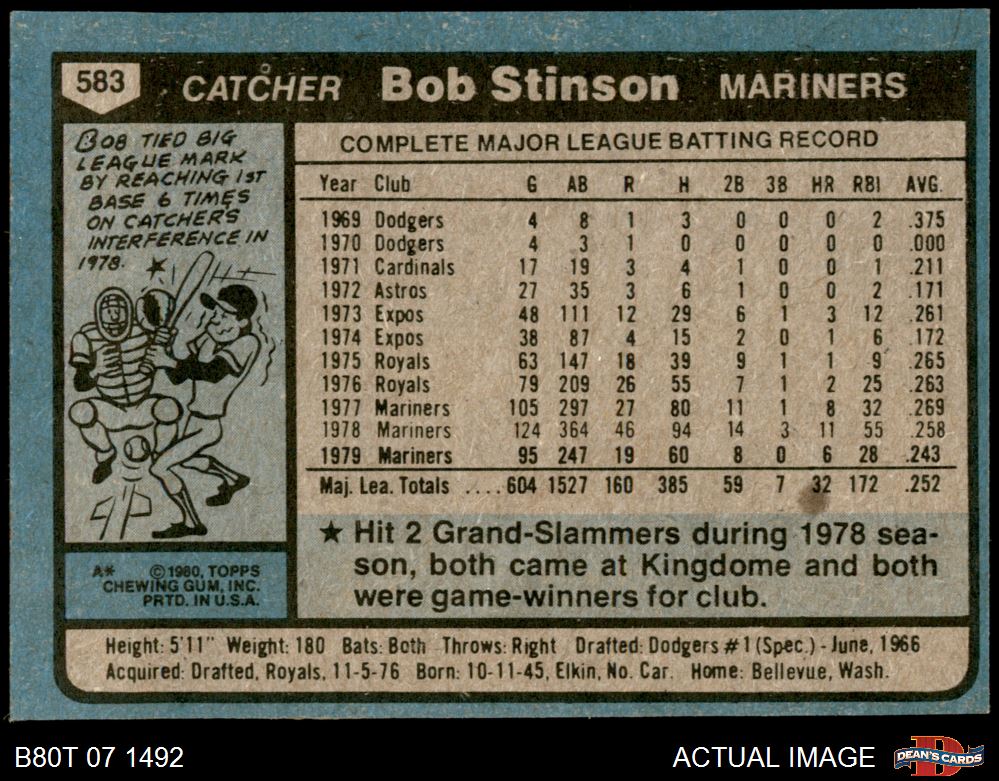 583 CATCHER Bob Stinson MARINERS
BOB TIED BIG
LEAGUE MARK
BY REACHING 1ST
BASE 6 TIMES
ON CATCHERS
INTERFERENCE IN
1978.
A* ©1980, TOPPS
CHEWING GUM, INC.
PRTD. IN U.S.A.
COMPLETE MAJOR LEAGUE BATTING RECORD
Year Club G AB R H 2B 3B HR RBI AVG.
1969 Dodgers 4 8 1 3 0 0 0 2 .375
1970 Dodgers 4 3 1 0 0 0 0 0 .000
1971 Cardinals 17 19 3 4 1 0 0 1 .211
1972 Astros 27 35 3 6 1 0 0 2 .171
1973 Expos 48 111 12 29 6 1 3 12 .261
1974 Expos 38 87 4 15 2 0 1 6 .172
1975 Royals 63 147 18 39 9 1 1 9 .265
1976 Royals 79 209 26 55 7 1 2 25 .263
1977 Mariners 105 297 27 80 11 1 8 32 .269
1978 Mariners 124 364 46 94 14 3 11 55 .258
1979 Mariners 95 247 19 60 8 0 6 28 .243
Maj. Lea. Totals ....604 1527 160 385 59 7 32 172 .252
★ Hit 2 Grand-Slammers during 1978 sea-
son, both came at Kingdome and both
were game-winners for club.
Height: 5'11" Weight: 180 Bats: Both Throws: Right Drafted: Dodgers #1 (Spec.) - June, 1966
Acquired: Drafted, Royals, 11-5-76 Born: 10-11-45, Elkin, No. Car. Home: Bellevue, Wash.
B80T 07 1492 ACTUAL IMAGE DEAN'S CARDS